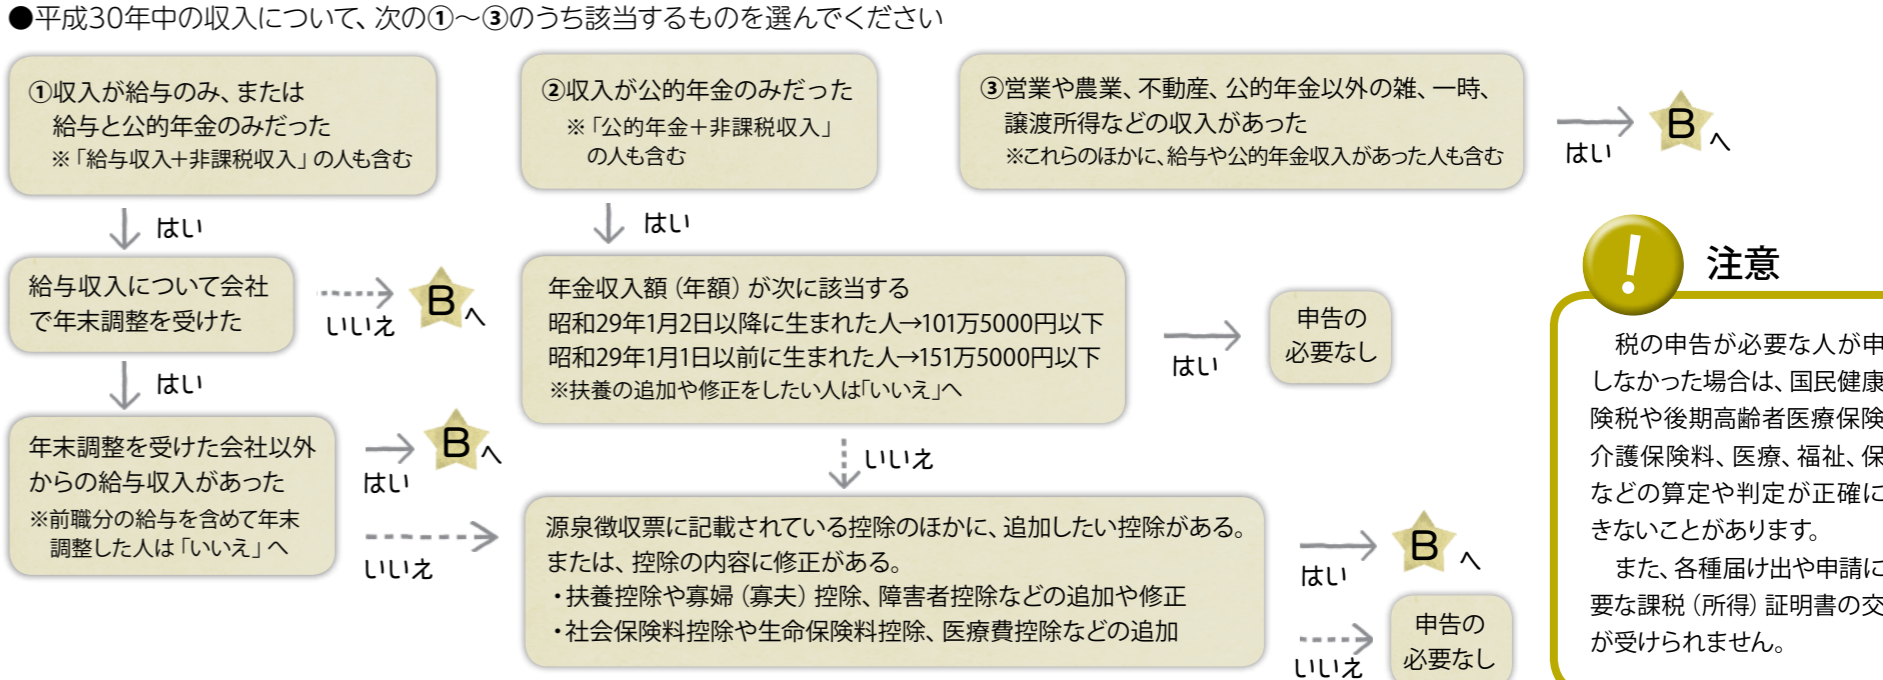 ●平成30年中の収入について、次の①～③のうち該当するものを選んでください
①収入が給与のみ、または
給与と公的年金のみだった
※「給与収入＋非課税収入」の人も含む
はい
給与収入について会社
で年末調整を受けた
いいえ
Bへ
はい
年末調整を受けた会社以外
からの給与収入があった
※前職分の給与を含めて年末
調整した人は「いいえ」へ
はい
Bへ
いいえ
②収入が公的年金のみだった
※「公的年金＋非課税収入」
の人も含む
はい
年金収入額（年額）が次に該当する
昭和29年1月2日以降に生まれた人→101万5000円以下
昭和29年1月1日以前に生まれた人→151万5000円以下
※扶養の追加や修正をしたい人は「いいえ」へ
はい
申告の
必要なし
いいえ
源泉徴収票に記載されている控除のほかに、追加したい控除がある。
または、控除の内容に修正がある。
・扶養控除や寡婦（寡夫）控除、障害者控除などの追加や修正
・社会保険料控除や生命保険料控除、医療費控除などの追加
はい
Bへ
いいえ
申告の
必要なし
③営業や農業、不動産、公的年金以外の雑、一時、
譲渡所得などの収入があった
※これらのほかに、給与や公的年金収入があった人も含む
はい
Bへ
!
注意
税の申告が必要な人が申
しなかった場合は、国民健康
険税や後期高齢者医療保険
介護保険料、医療、福祉、保
などの算定や判定が正確に
きないことがあります。
また、各種届け出や申請に
要な課税（所得）証明書の交
が受けられません。